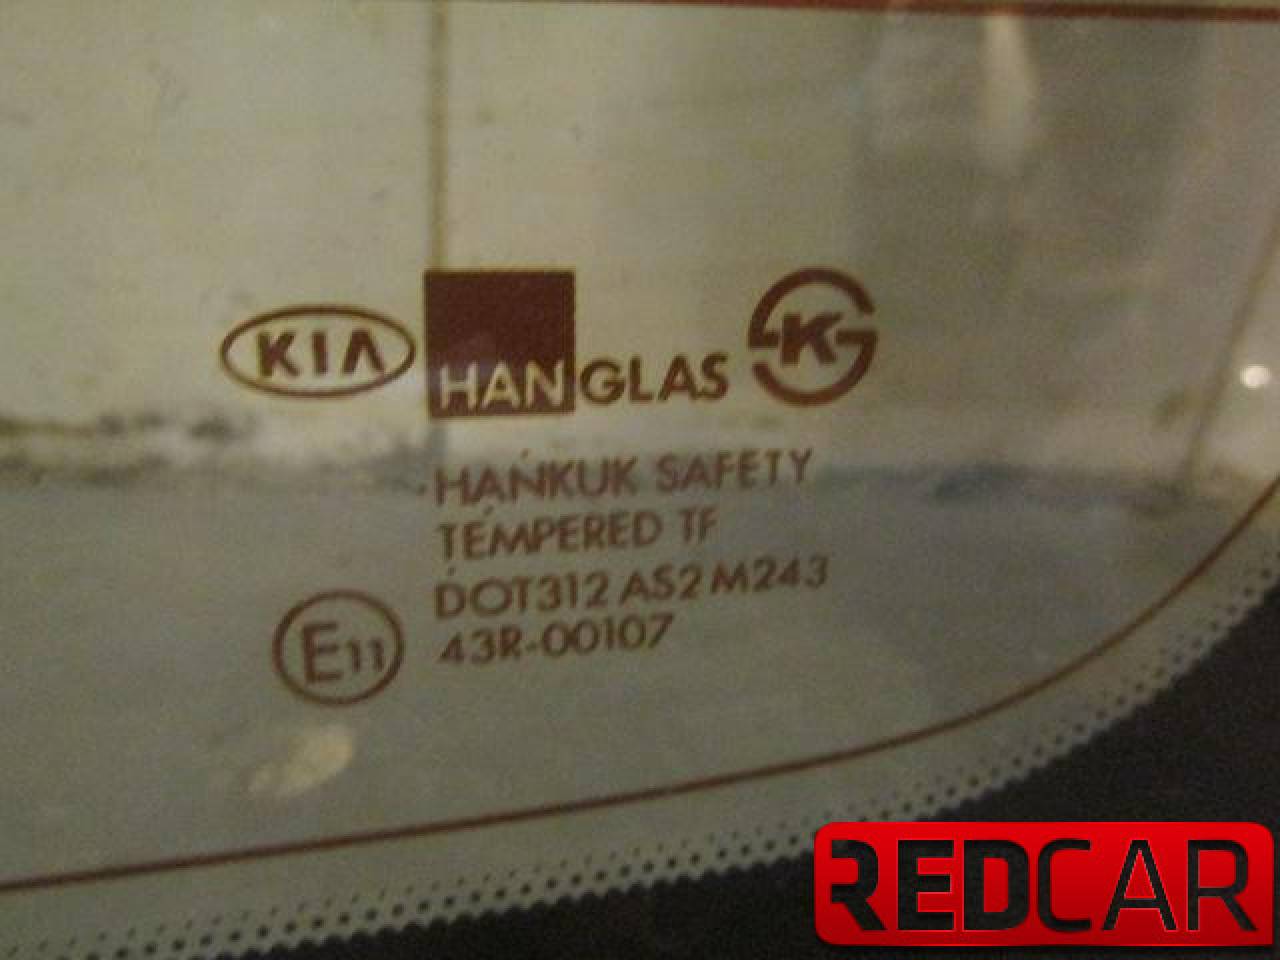 KIA HANGLAS K
HANKUK SAFETY
TEMPERED TF
DOT312 AS2 M243
E11 43R-00107
REDCAR